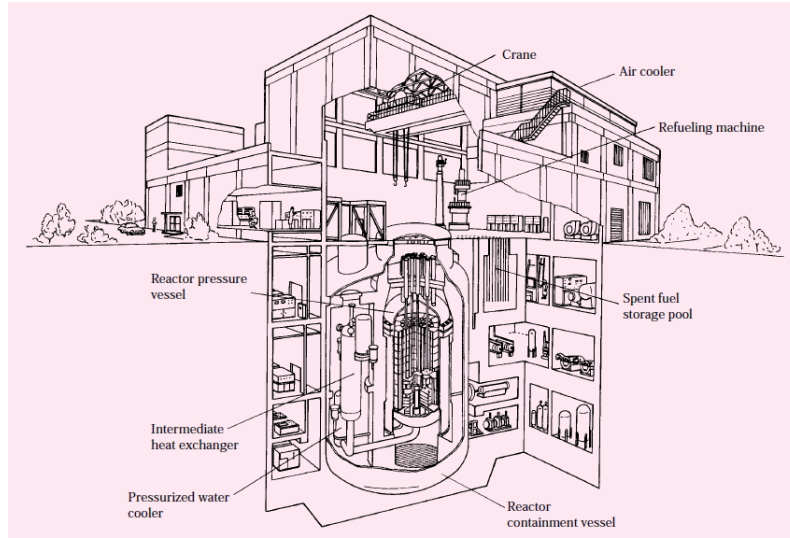 Crane
Air cooler
Refueling machine
Reactor pressure
vessel
Spent fuel
storage pool
Intermediate
heat exchanger
Pressurized water
cooler
Reactor
containment vessel